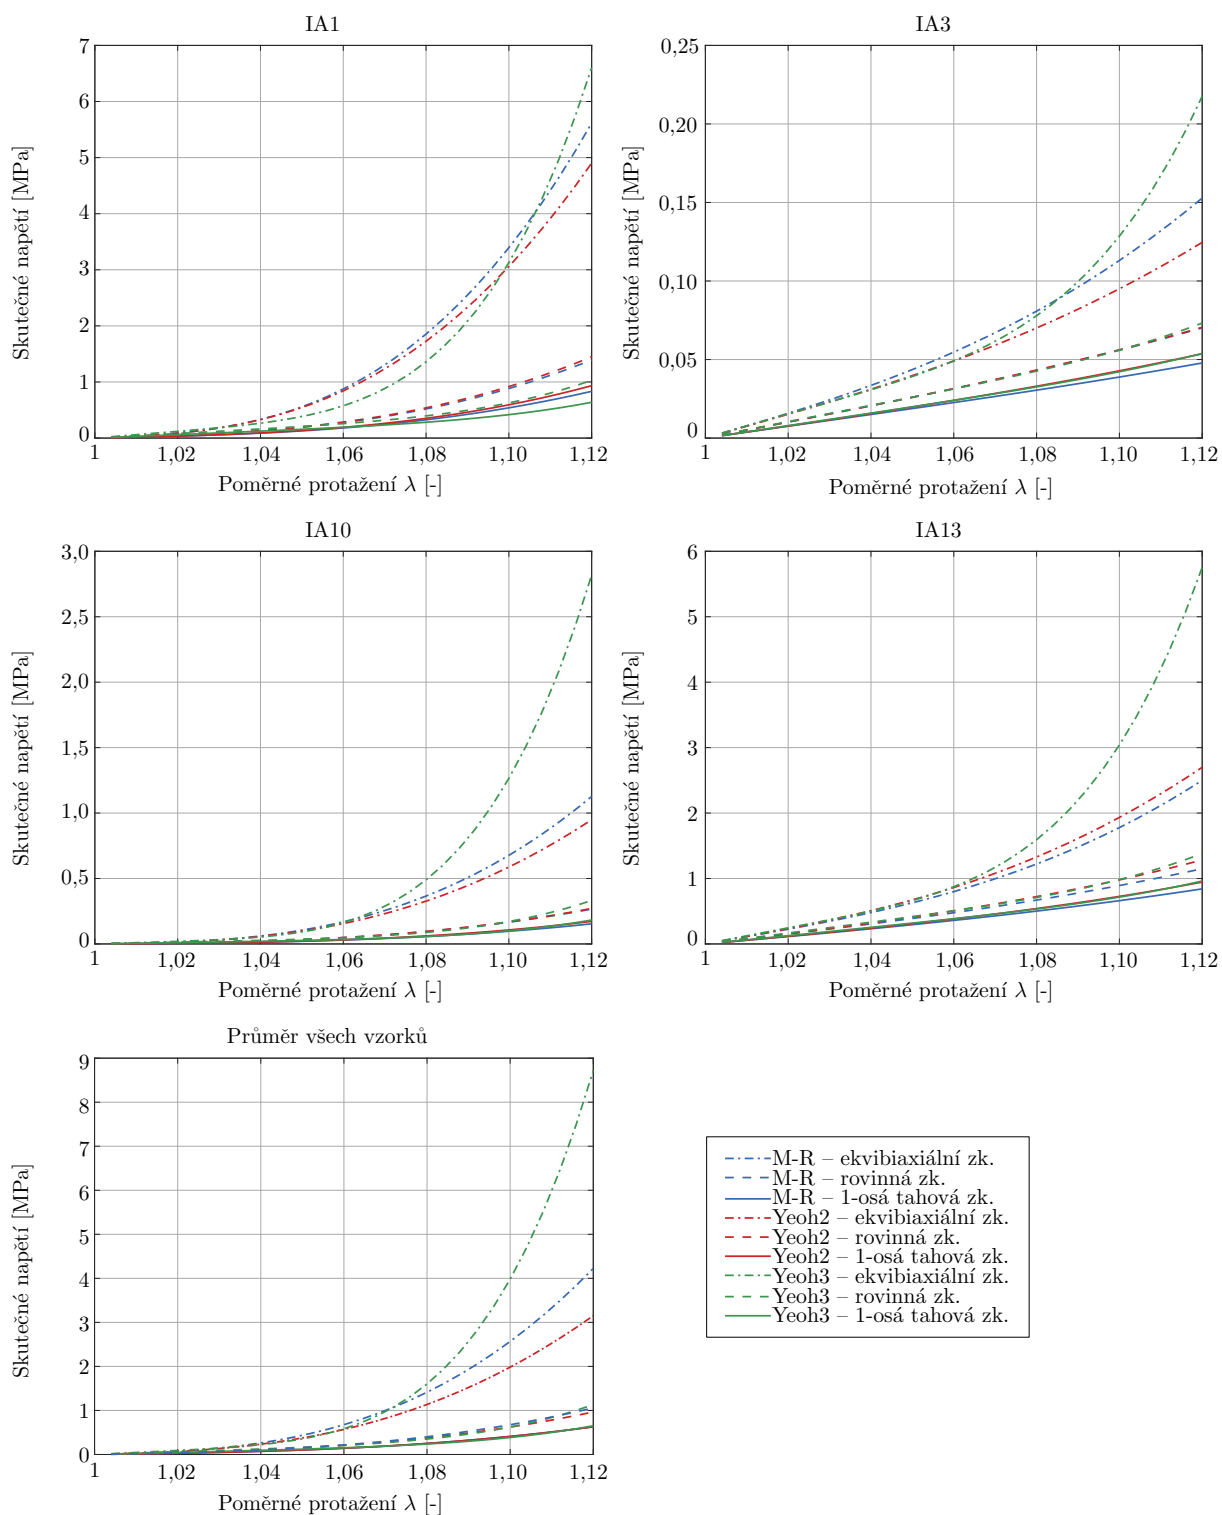 IA1
7
6
5
4
3
2
1
0
1 1,02 1,04 1,06 1,08 1,10 1,12
Skutečné napětí [MPa]
Poměrné protažení λ [-]
IA3
0,25
0,20
0,15
0,10
0,05
0
1 1,02 1,04 1,06 1,08 1,10 1,12
Skutečné napětí [MPa]
Poměrné protažení λ [-]
IA10
3,0
2,5
2,0
1,5
1,0
0,5
0
1 1,02 1,04 1,06 1,08 1,10 1,12
Skutečné napětí [MPa]
Poměrné protažení λ [-]
IA13
6
5
4
3
2
1
0
1 1,02 1,04 1,06 1,08 1,10 1,12
Skutečné napětí [MPa]
Poměrné protažení λ [-]
Průměr všech vzorků
9
8
7
6
5
4
3
2
1
0
1 1,02 1,04 1,06 1,08 1,10 1,12
Skutečné napětí [MPa]
Poměrné protažení λ [-]
M-R – ekvibiaxiální zk.
M-R – rovinná zk.
M-R – 1-osá tahová zk.
Yeoh2 – ekvibiaxiální zk.
Yeoh2 – rovinná zk.
Yeoh2 – 1-osá tahová zk.
Yeoh3 – ekvibiaxiální zk.
Yeoh3 – rovinná zk.
Yeoh3 – 1-osá tahová zk.